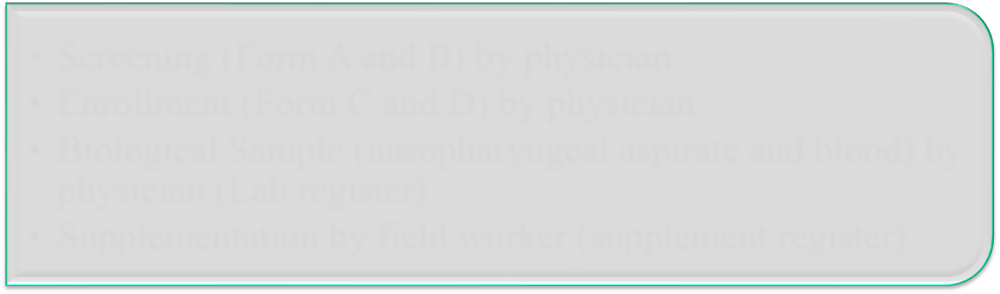 • Screening (Form A and B) by physician
• Enrollment (Form C and D) by physician
• Biological Sample (nasopharyngeal aspirate and blood) by
physician (Lab register)
• Supplementation by field worker (supplement register)